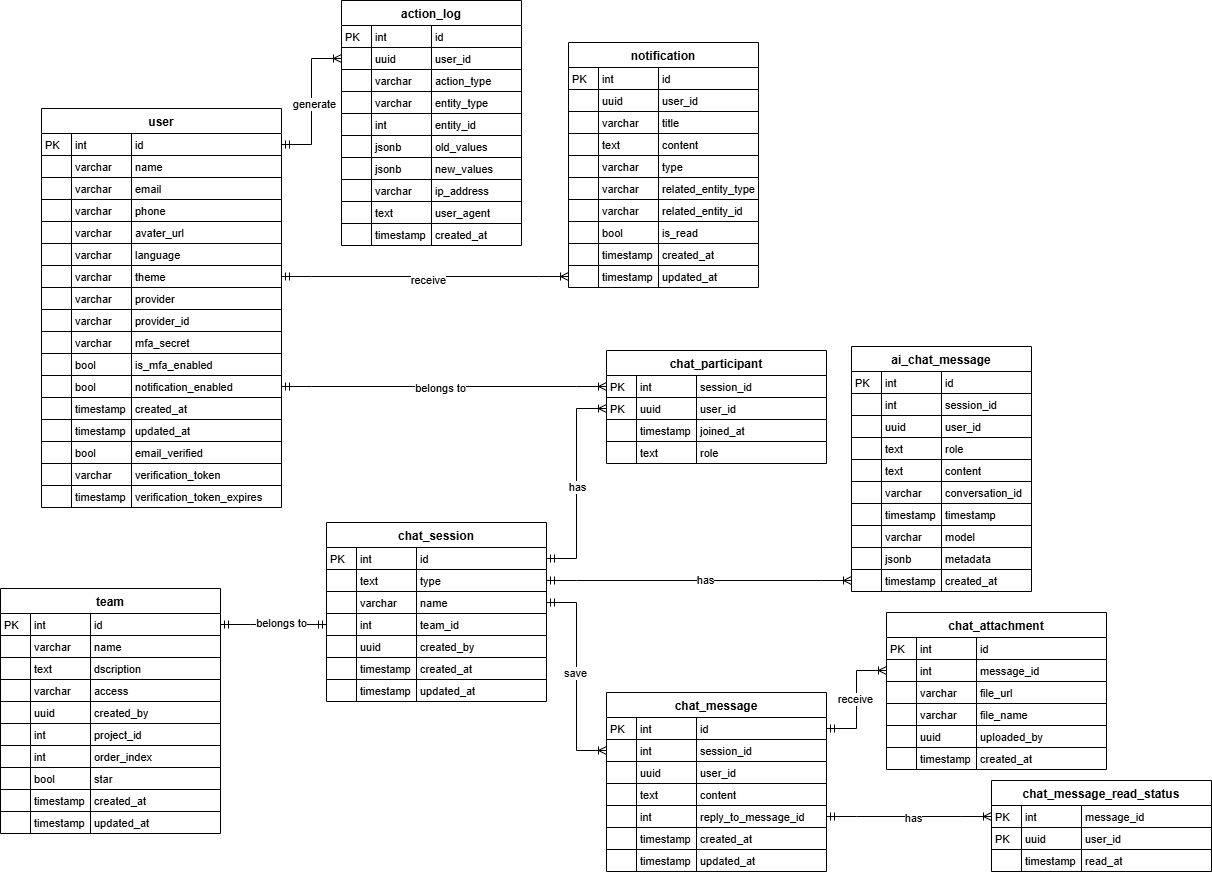 action_log
PK int id
uuid user_id
varchar action_type
varchar entity_type
int entity_id
jsonb old_values
jsonb new_values
varchar ip_address
text user_agent
timestamp created_at
notification
PK int id
uuid user_id
varchar title
text content
varchar type
varchar related_entity_type
varchar related_entity_id
bool is_read
timestamp created_at
timestamp updated_at
generate
user
PK int id
varchar name
varchar email
varchar phone
varchar avater_url
varchar language
varchar theme
varchar provider
varchar provider_id
varchar mfa_secret
bool is_mfa_enabled
bool notification_enabled
timestamp created_at
timestamp updated_at
bool email_verified
varchar verification_token
timestamp verification_token_expires
receive
belongs to
chat_participant
PK int session_id
PK uuid user_id
timestamp joined_at
text role
ai_chat_message
PK int id
int session_id
uuid user_id
text role
text content
varchar conversation_id
timestamp timestamp
varchar model
jsonb metadata
timestamp created_at
has
chat_session
PK int id
text type
varchar name
int team_id
uuid created_by
timestamp created_at
timestamp updated_at
has
team
PK int id
varchar name
text dscription
varchar access
uuid created_by
int project_id
int order_index
bool star
timestamp created_at
timestamp updated_at
belongs to
save
chat_message
PK int id
int session_id
uuid user_id
text content
int reply_to_message_id
timestamp created_at
timestamp updated_at
receive
chat_attachment
PK int id
int message_id
varchar file_url
varchar file_name
uuid uploaded_by
timestamp created_at
has
chat_message_read_status
PK int message_id
PK uuid user_id
timestamp read_at